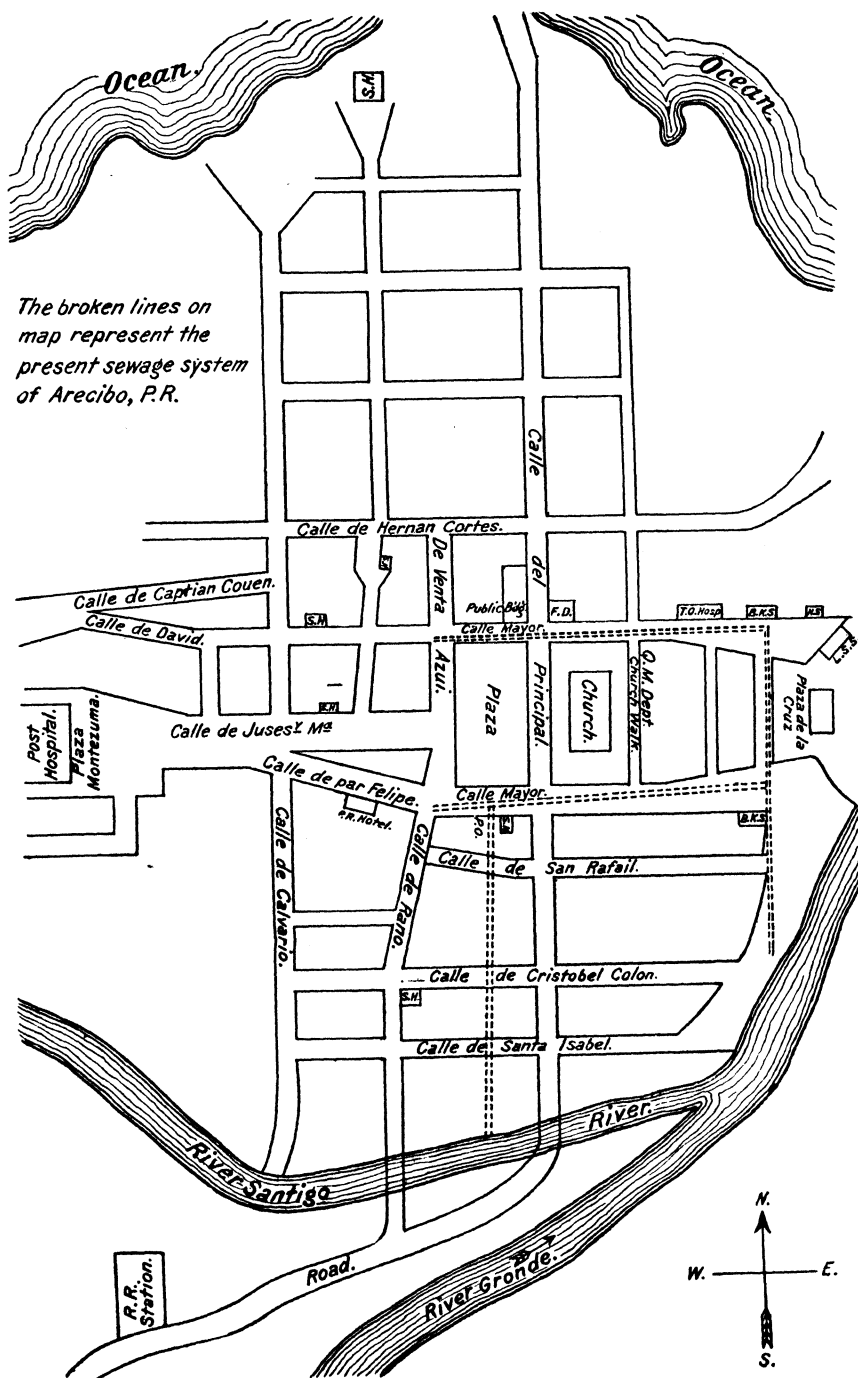 Ocean.
Ocean.
H.S.
The broken lines on
map represent the
present sewage system
of Arecibo, P.R.
Calle del Principal.
Calle de Hernan Cortes.
De Venta Azui.
Calle de Captian Couen.
Calle de David.
S.H.
Public Bdg
F.D.
T.O. Hosp
B.K.S
H.S
L.S.S
Calle Mayor.
Plaza
Church.
Q.M. Dept.
Church Walk.
Plaza de la
Cruz
Post
Hospital.
Plaza
Montezuma.
S.H.
Calle de Juses y Ma
Calle de par Felipe.
P.R. Hotel.
Calle Mayor.
P.O.
S.H.
B.K.S
Calle de Rano.
Calle de San Rafail.
Calle de Calvario.
Calle de Cristobel Colon.
S.H.
Calle de Santa Isabel.
River Santigo
River.
River Gronde.
Road.
R.R.
Station.
N.
W.
E.
S.